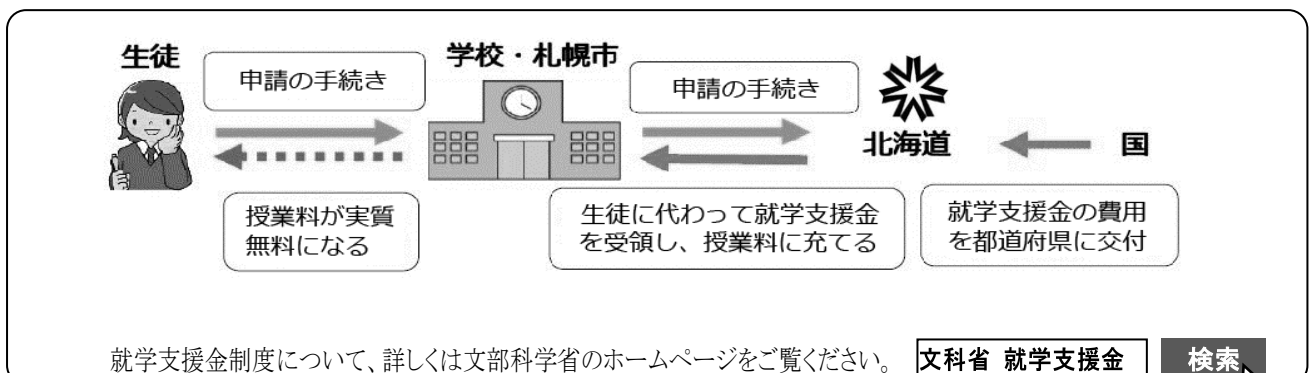 生徒
申請の手続き
学校・札幌市
申請の手続き
北海道
国
授業料が実質
無料になる
生徒に代わって就学支援金
を受領し、授業料に充てる
就学支援金の費用
を都道府県に交付
就学支援金制度について、詳しくは文部科学省のホームページをご覧ください。
文科省 就学支援金
検索